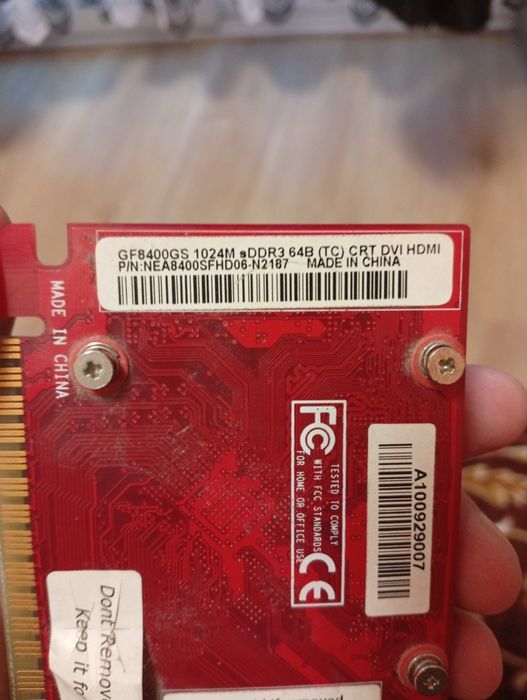 GF8400GS 1024M sDDR3 64B (TC) CRT DVI HDMI
P/N:NEA8400SFHD06-N2187 MADE IN CHINA
MADE IN CHINA
FC
TESTED TO COMPLY
WITH FCC STANDARDS
FOR HOME OR OFFICE USE
CE
A100929007
Dont Remov
Keep it fo
removed